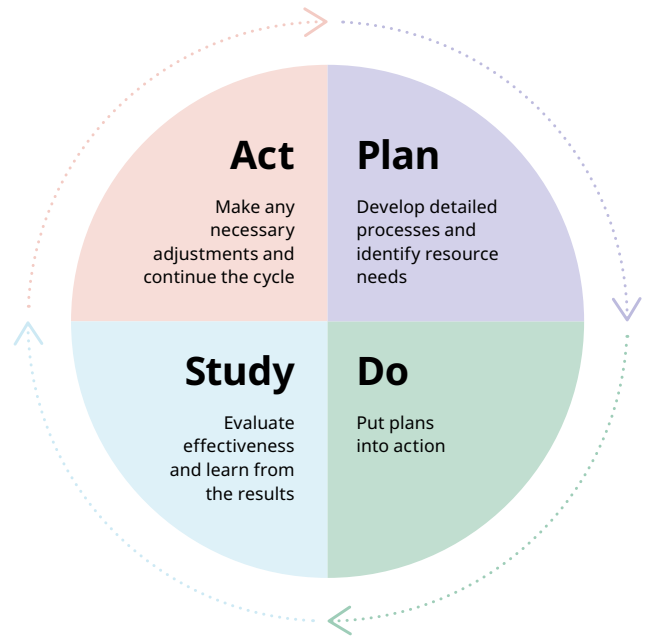 Act
Make any
necessary
adjustments and
continue the cycle
Plan
Develop detailed
processes and
identify resource
needs
Study
Evaluate
effectiveness
and learn from
the results
Do
Put plans
into action